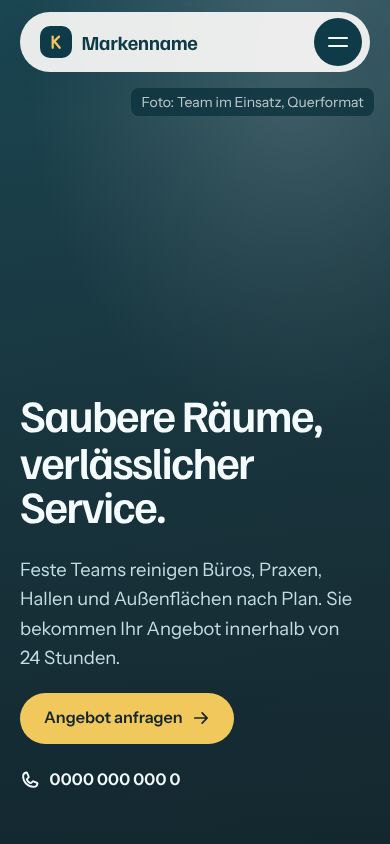 K Markenname
Foto: Team im Einsatz, Querformat
Saubere Räume,
verlässlicher
Service.
Feste Teams reinigen Büros, Praxen,
Hallen und Außenflächen nach Plan. Sie
bekommen Ihr Angebot innerhalb von
24 Stunden.
Angebot anfragen
0000 000 000 0